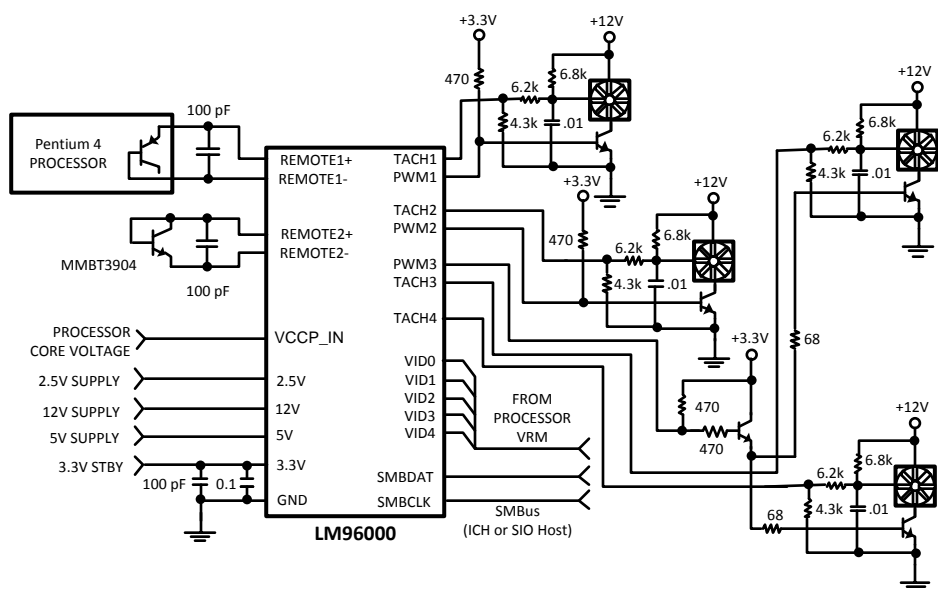 +3.3V
+12V
470
6.2k
6.8k
4.3k
.01
+12V
6.2k
6.8k
4.3k
.01
100 pF
Pentium 4
PROCESSOR
REMOTE1+
REMOTE1-
TACH1
PWM1
+3.3V
+12V
TACH2
PWM2
470
6.2k
6.8k
4.3k
.01
REMOTE2+
REMOTE2-
MMBT3904
100 pF
PWM3
TACH3
TACH4
PROCESSOR
CORE VOLTAGE
VCCP_IN
+3.3V
68
2.5V SUPPLY
2.5V
12V SUPPLY
12V
5V SUPPLY
5V
3.3V STBY
3.3V
100 pF
0.1
GND
VID0
VID1
VID2
VID3
VID4
FROM
PROCESSOR
VRM
470
470
+12V
6.2k
6.8k
4.3k
.01
68
SMBDAT
SMBCLK
SMBus
(ICH or SIO Host)
LM96000